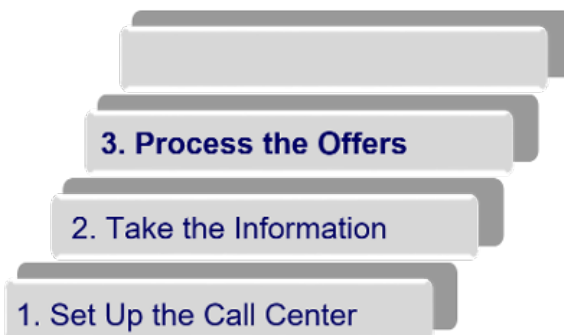 3. Process the Offers
2. Take the Information
1. Set Up the Call Center